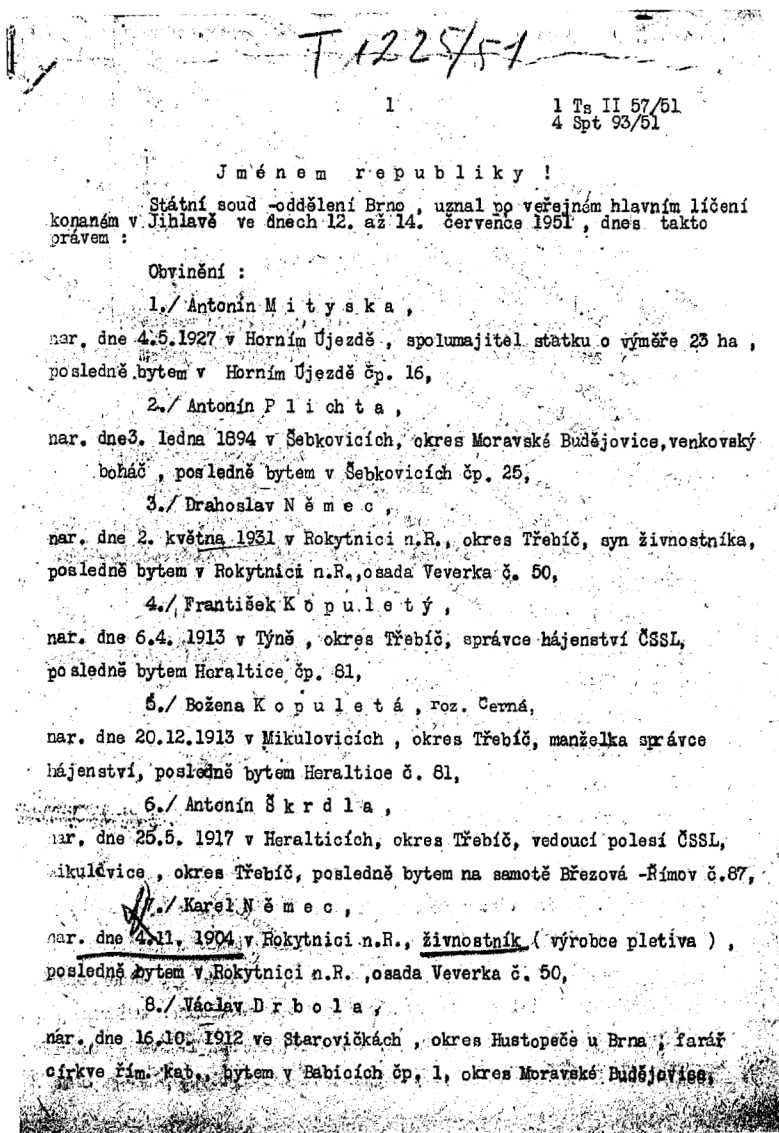 T 1225/51
1
1 Ts II 57/51
4 Spt 93/51
J m é n e m   r e p u b l i k y !
Státní soud -oddělení Brno , uznal po veřejném hlavním líčení
konaném v Jihlavě ve dnech 12. až 14. července 1951 , dnes takto
právem :
Obvinění :
1./ Antonín M i t y s k a ,
nar. dne 4.5.1927 v Horním Újezdě , spolumajitel statku o výměře 23 ha ,
posledně bytem v Horním Újezdě čp. 16,
2./ Antonín P l i c h t a ,
nar. dne3. ledna 1894 v Šebkovicích, okres Moravské Budějovice,venkovský
boháč , posledně bytem v Šebkovicích čp. 25,
3./ Drahoslav N ě m e c ,
nar. dne 2. května 1931 v Rokytnici n.R., okres Třebíč, syn živnostníka,
posledně bytem v Rokytnici n.R.,osada Veverka č. 50,
4./ František K o p u l e t ý ,
nar. dne 6.4. 1913 v Týně , okres Třebíč, správce hájenství ČSSL,
posledně bytem Heraltice čp. 81,
5./ Božena K o p u l e t á , roz. Černá,
nar. dne 20.12.1913 v Mikulovicích , okres Třebíč, manželka správce
hájenství, posledně bytem Heraltice č. 81,
6./ Antonín Š k r d l a ,
nar. dne 25.5. 1917 v Heralticích, okres Třebíč, vedoucí polesí ČSSL,
Mikulovice , okres Třebíč, posledně bytem na samotě Březová -Římov č.87,
7./ Karel N ě m e c ,
nar. dne 4.11. 1904 v Rokytnici n.R., živnostník ( výrobce pletiva ) ,
posledně bytem v Rokytnici n.R. ,osada Veverka č. 50,
8./ Václav D r b o l a ,
nar. dne 16.10. 1912 ve Starovičkách , okres Hustopeče u Brna , farář
církve řím. kat., bytem v Babicích čp. 1, okres Moravské Budějovice,